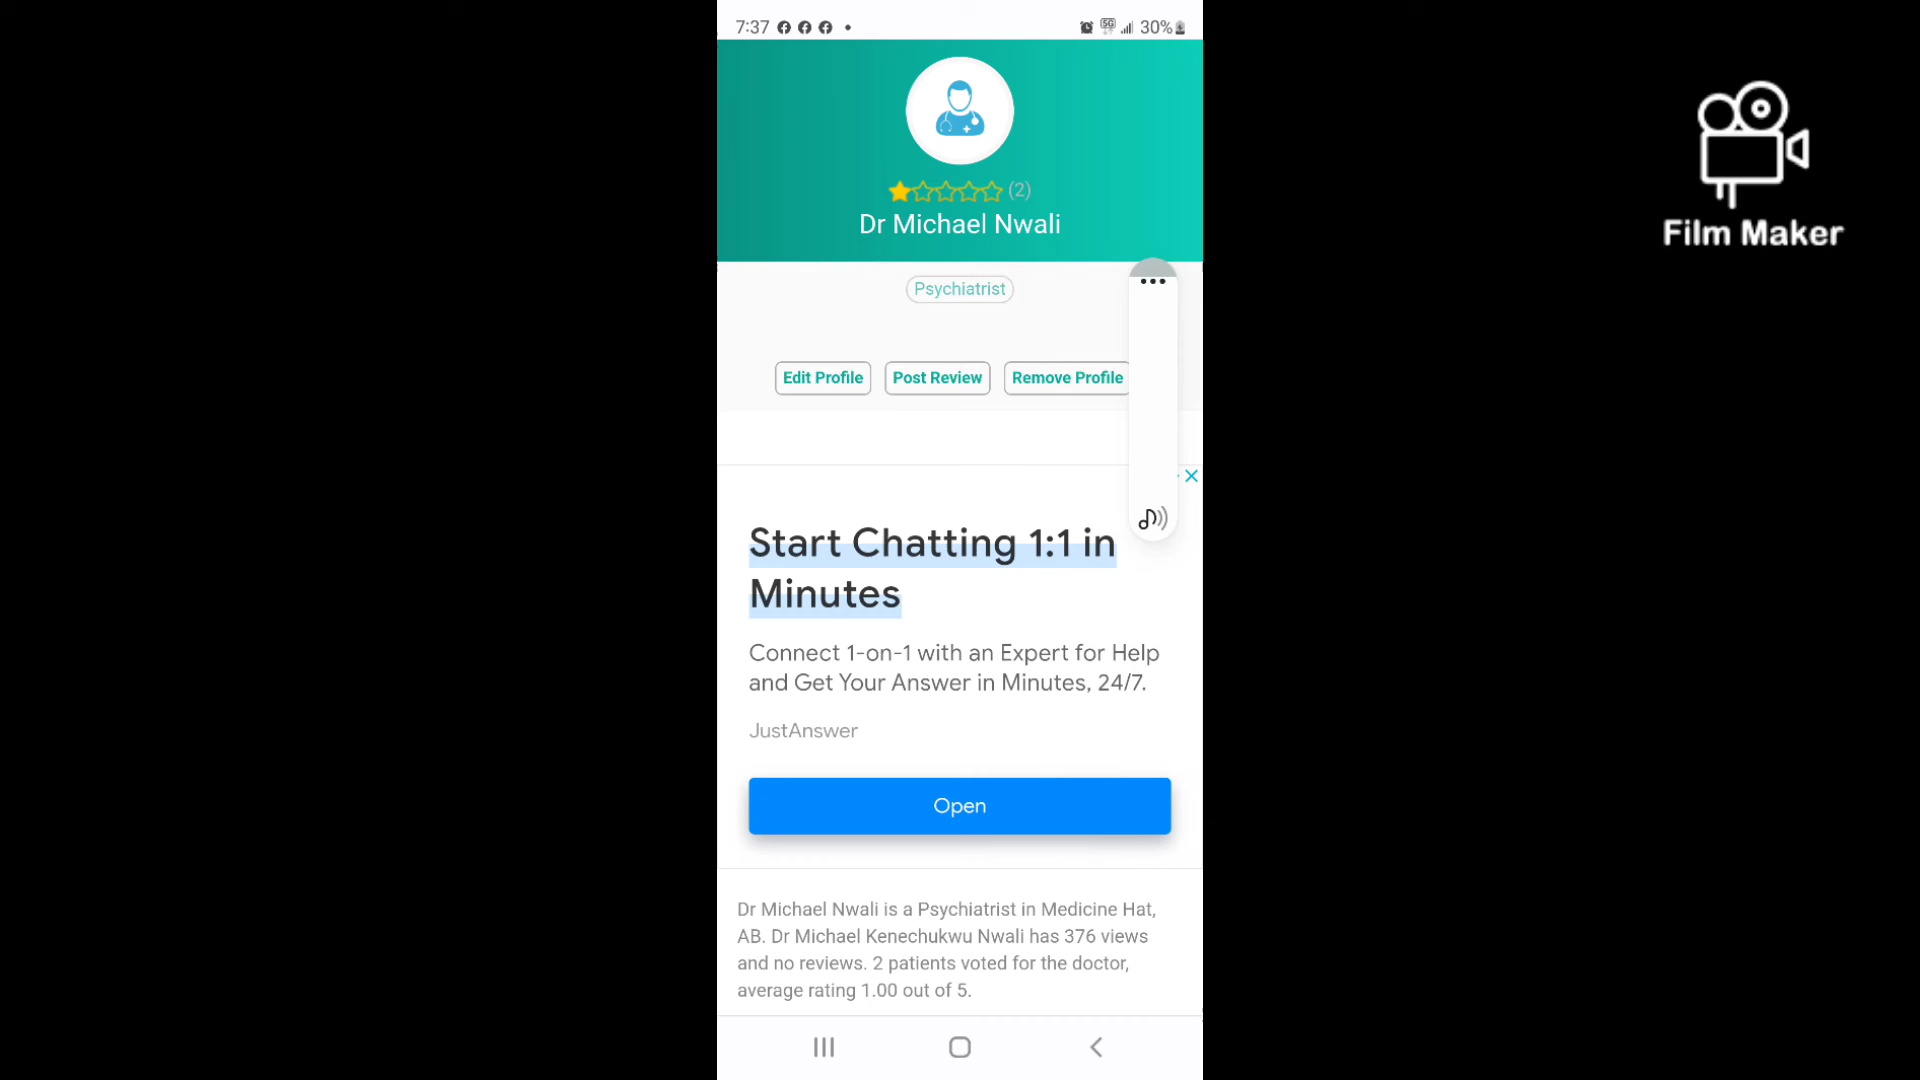 7:37
5G
30%
Film Maker
(2)
Dr Michael Nwali
Psychiatrist
Edit Profile Post Review Remove Profile
Start Chatting 1:1 in
Minutes
Connect 1-on-1 with an Expert for Help
and Get Your Answer in Minutes, 24/7.
JustAnswer
Open
Dr Michael Nwali is a Psychiatrist in Medicine Hat,
AB. Dr Michael Kenechukwu Nwali has 376 views
and no reviews. 2 patients voted for the doctor,
average rating 1.00 out of 5.